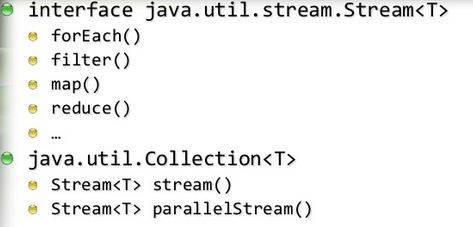 interface java.util.stream.Stream<T>
forEach()
filter()
map()
reduce()
…
java.util.Collection<T>
Stream<T> stream()
Stream<T> parallelStream()